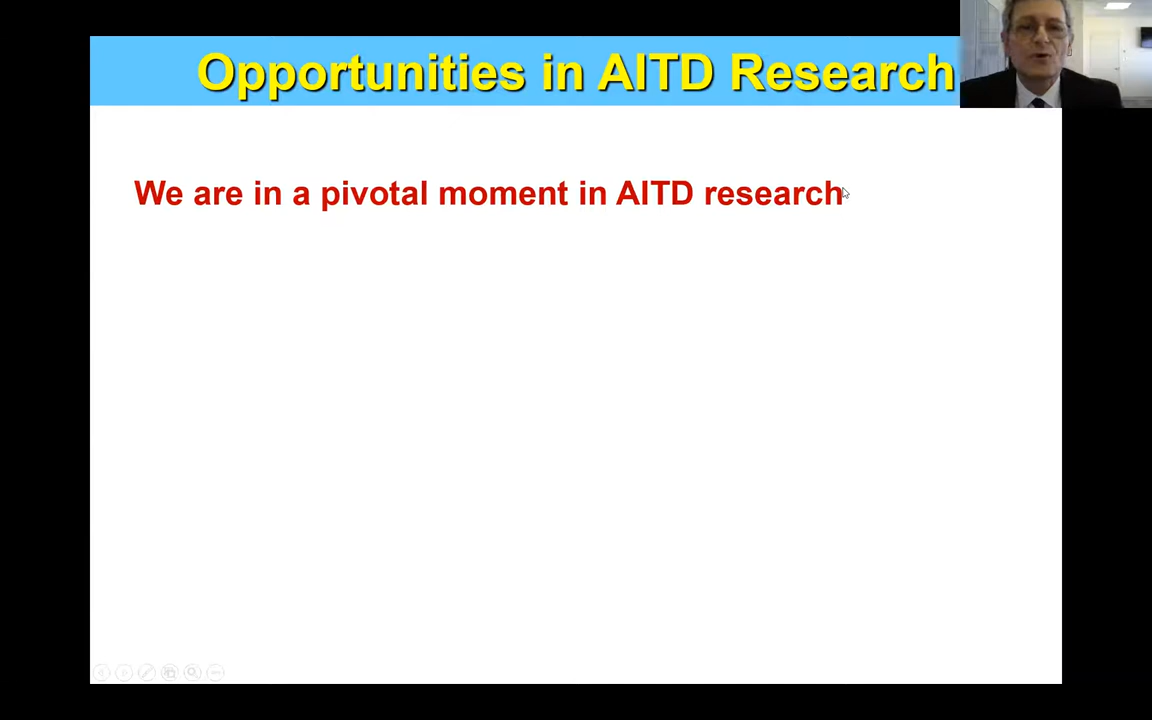 Opportunities in AITD Research
We are in a pivotal moment in AITD research